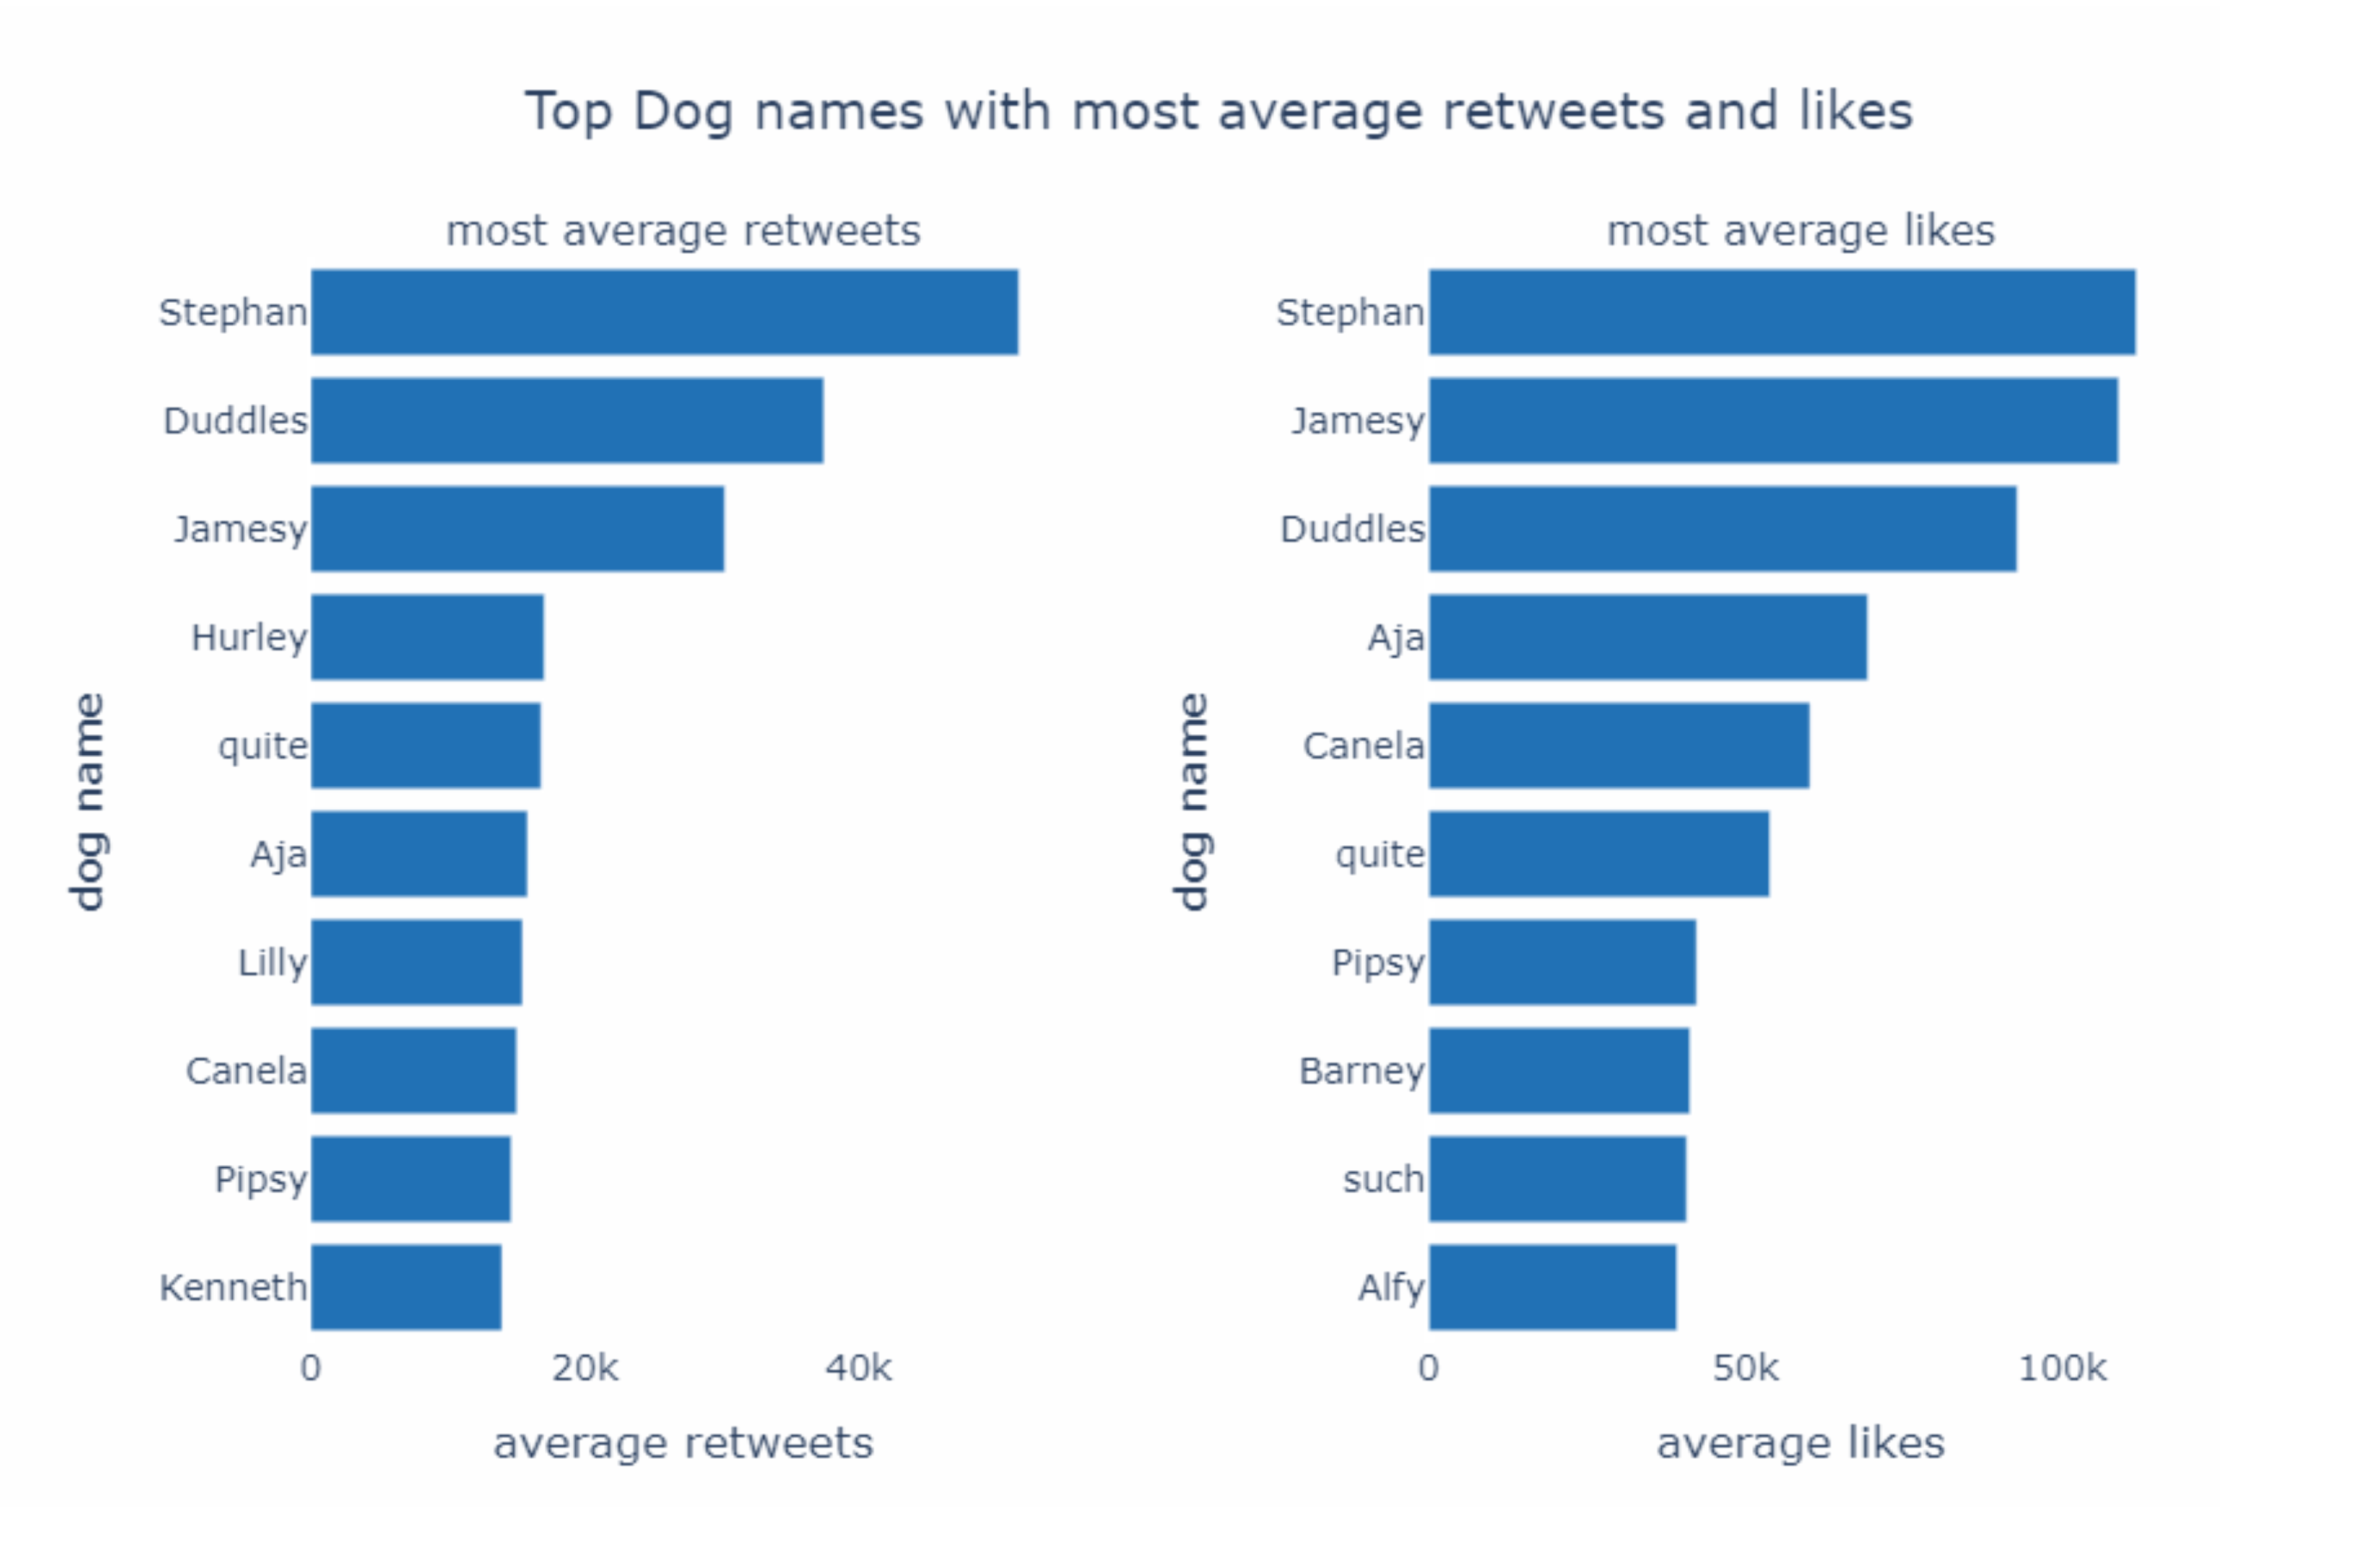 Top Dog names with most average retweets and likes
most average retweets
Stephan
Duddles
Jamesy
Hurley
quite
Aja
Lilly
Canela
Pipsy
Kenneth
dog name
0 20k 40k
average retweets
most average likes
Stephan
Jamesy
Duddles
Aja
Canela
quite
Pipsy
Barney
such
Alfy
dog name
0 50k 100k
average likes